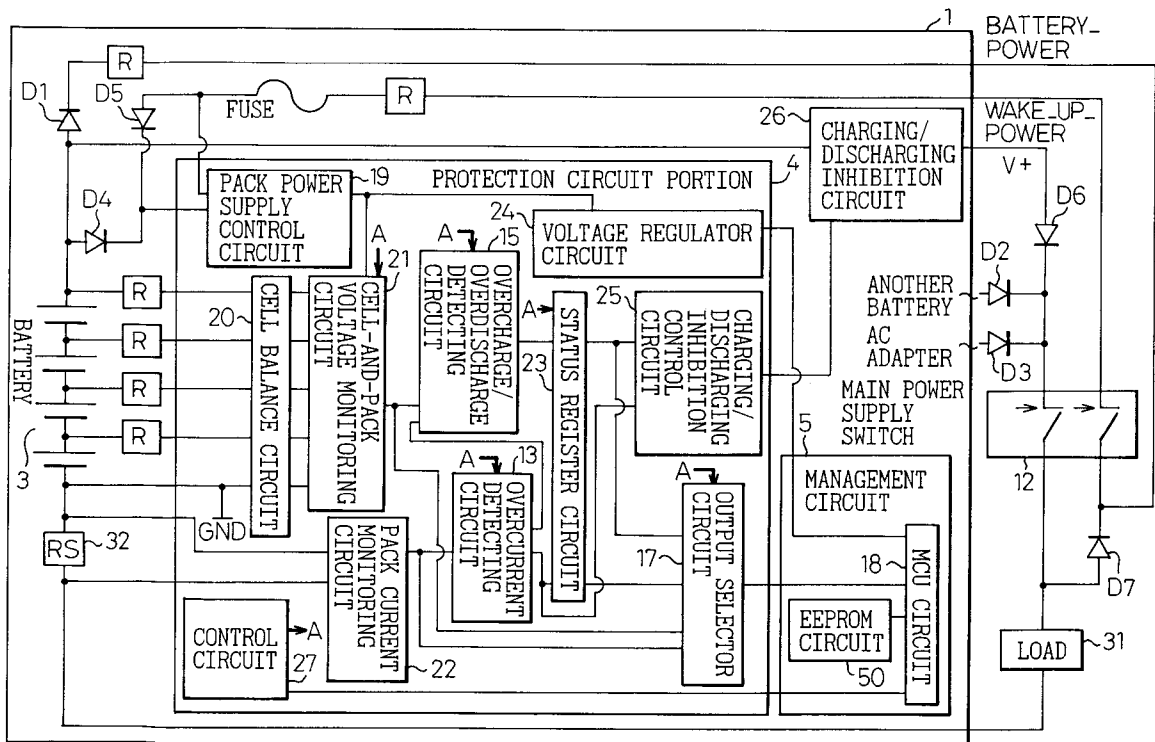 1
BATTERY_
POWER
R
D1
D5
FUSE
R
WAKE_UP_
POWER
V+
26
CHARGING/
DISCHARGING
INHIBITION
CIRCUIT
D6
19
PACK POWER
SUPPLY
CONTROL
CIRCUIT
PROTECTION CIRCUIT PORTION
4
D4
A
A
15
24
VOLTAGE REGULATOR
CIRCUIT
D2
ANOTHER
BATTERY
AC
ADAPTER
D3
BATTERY
3
R
R
R
R
20
CELL BALANCE CIRCUIT
21
CELL-AND-PACK
VOLTAGE MONITORING
CIRCUIT
OVERCHARGE/
OVERDISCHARGE
DETECTING
CIRCUIT
A
23
STATUS REGISTER CIRCUIT
25
CHARGING/
DISCHARGING
INHIBITION
CONTROL
CIRCUIT
MAIN POWER
SUPPLY
SWITCH
12
GND
RS
32
A
13
OVERCURRENT
DETECTING
CIRCUIT
A
17
OUTPUT SELECTOR
CIRCUIT
5
MANAGEMENT
CIRCUIT
18
MCU CIRCUIT
D7
PACK CURRENT
MONITORING
CIRCUIT
22
CONTROL
CIRCUIT
A
27
EEPROM
CIRCUIT
50
LOAD
31